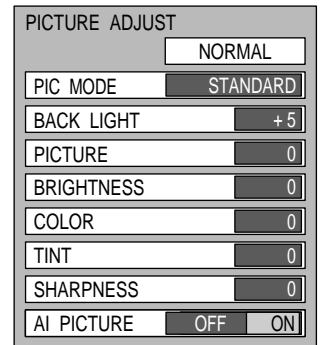 PICTURE ADJUST
NORMAL
PIC MODE STANDARD
BACK LIGHT +5
PICTURE 0
BRIGHTNESS 0
COLOR 0
TINT 0
SHARPNESS 0
AI PICTURE OFF ON